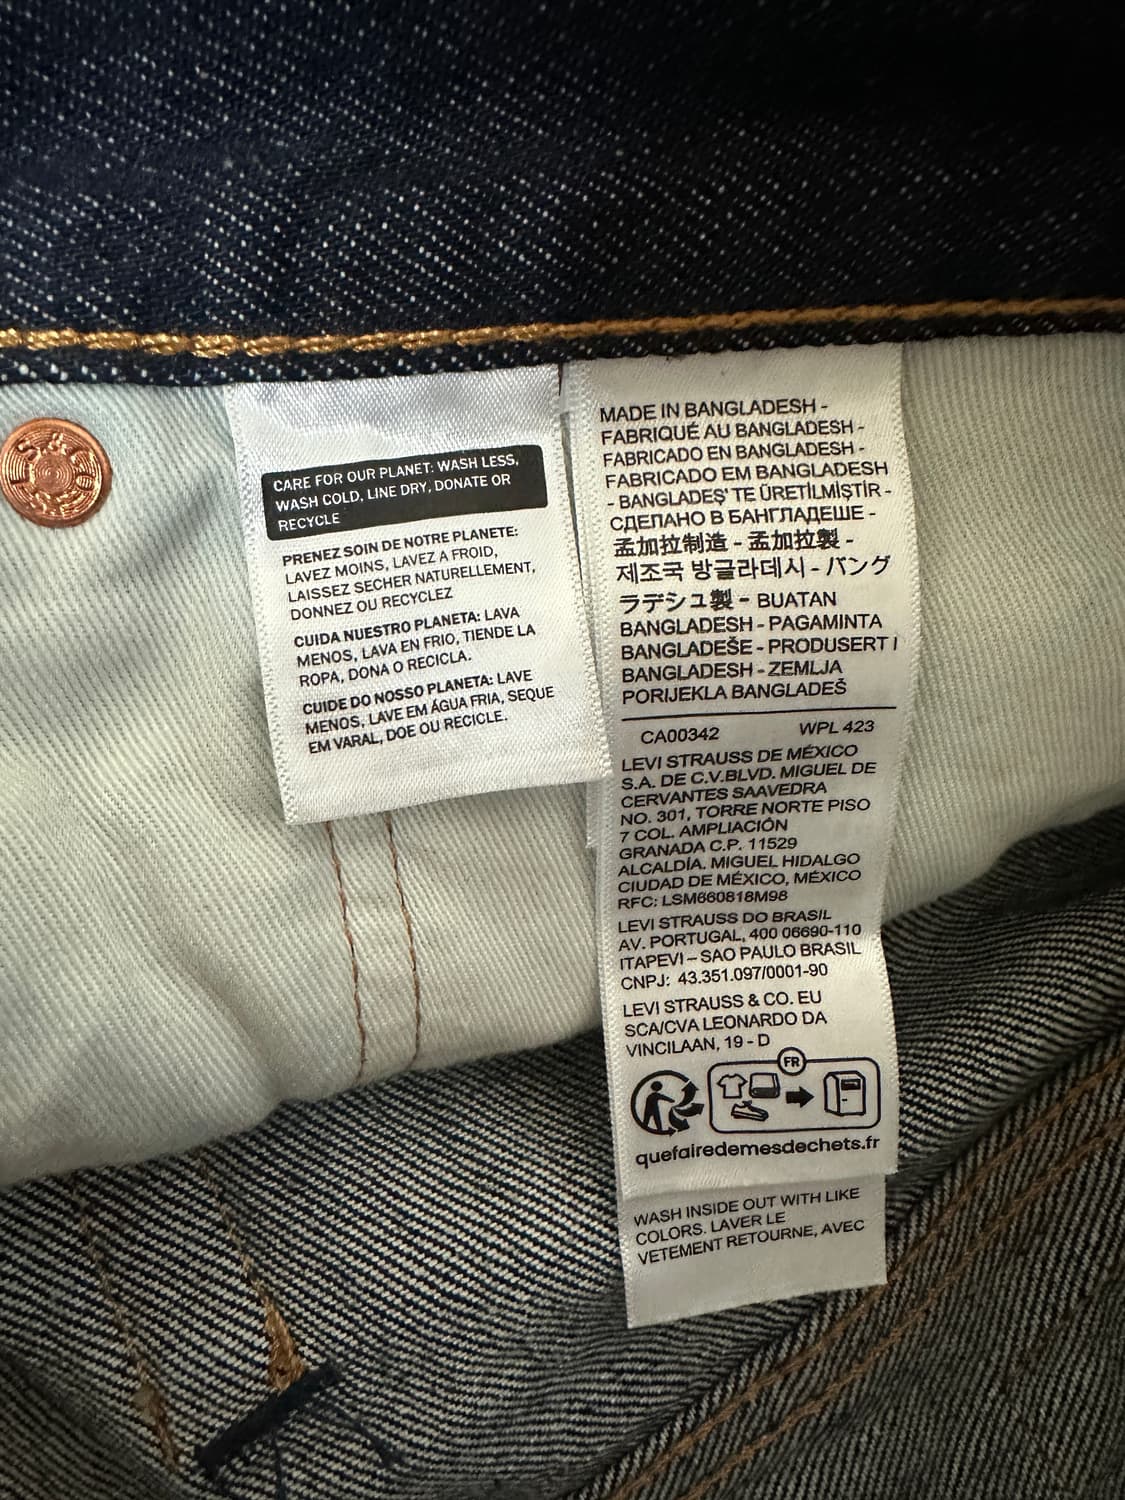 CARE FOR OUR PLANET: WASH LESS,
WASH COLD, LINE DRY, DONATE OR
RECYCLE
PRENEZ SOIN DE NOTRE PLANETE:
LAVEZ MOINS, LAVEZ A FROID,
LAISSEZ SECHER NATURELLEMENT,
DONNEZ OU RECYCLEZ
CUIDA NUESTRO PLANETA: LAVA
MENOS, LAVA EN FRIO, TIENDE LA
ROPA, DONA O RECICLA.
CUIDE DO NOSSO PLANETA: LAVE
MENOS, LAVE EM ÁGUA FRIA, SEQUE
EM VARAL, DOE OU RECICLE.
MADE IN BANGLADESH -
FABRIQUÉ AU BANGLADESH -
FABRICADO EN BANGLADESH -
FABRICADO EM BANGLADESH
- BANGLADEŞ' TE ÜRETİLMİŞTİR -
СДЕЛАНО В БАНГЛАДЕШЕ -
孟加拉制造 - 孟加拉製 -
제조국 방글라데시 - バング
ラデシュ製 - BUATAN
BANGLADESH - PAGAMINTA
BANGLADEŠE - PRODUSERT I
BANGLADESH - ZEMLJA
PORIJEKLA BANGLADEŠ
CA00342 WPL 423
LEVI STRAUSS DE MÉXICO
S.A. DE C.V.BLVD. MIGUEL DE
CERVANTES SAAVEDRA
NO. 301, TORRE NORTE PISO
7 COL. AMPLIACIÓN
GRANADA C.P. 11529
ALCALDÍA. MIGUEL HIDALGO
CIUDAD DE MÉXICO, MÉXICO
RFC: LSM660818M98
LEVI STRAUSS DO BRASIL
AV. PORTUGAL, 400 06690-110
ITAPEVI – SAO PAULO BRASIL
CNPJ: 43.351.097/0001-90
LEVI STRAUSS & CO. EU
SCA/CVA LEONARDO DA
VINCILAAN, 19 - D
FR
quefairedemesdechets.fr
WASH INSIDE OUT WITH LIKE
COLORS. LAVER LE
VETEMENT RETOURNE, AVEC